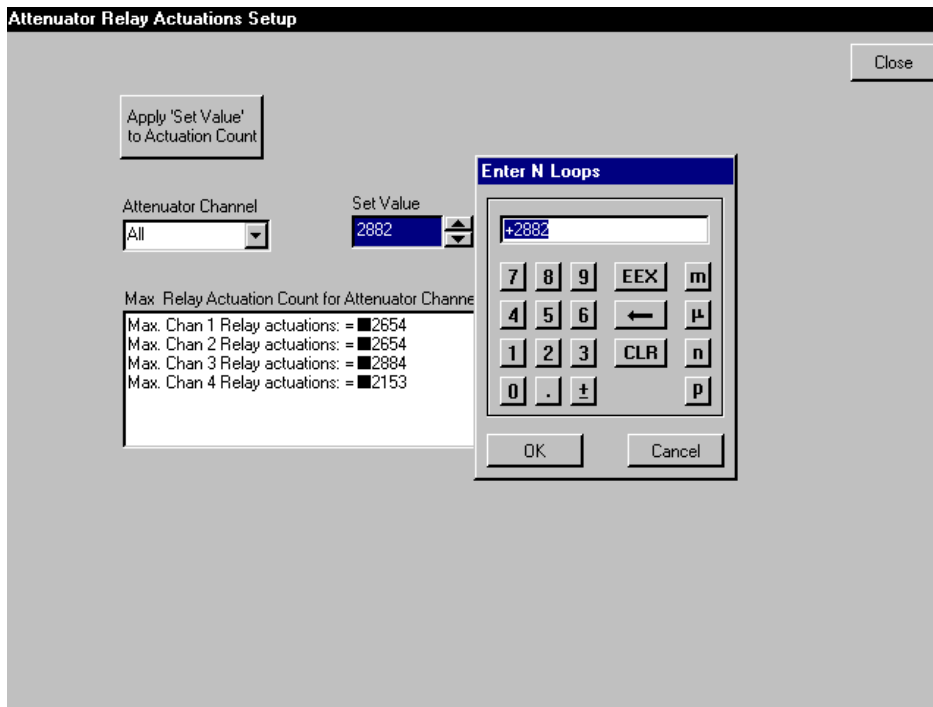 Attenuator Relay Actuations Setup
Close
Apply 'Set Value'
to Actuation Count
Attenuator Channel
All
Set Value
2882
Max Relay Actuation Count for Attenuator Channe
Max. Chan 1 Relay actuations: = ■2654
Max. Chan 2 Relay actuations: = ■2654
Max. Chan 3 Relay actuations: = ■2884
Max. Chan 4 Relay actuations: = ■2153
Enter N Loops
+2882
7 8 9 EEX m
4 5 6 ← µ
1 2 3 CLR n
0 . ± p
OK Cancel